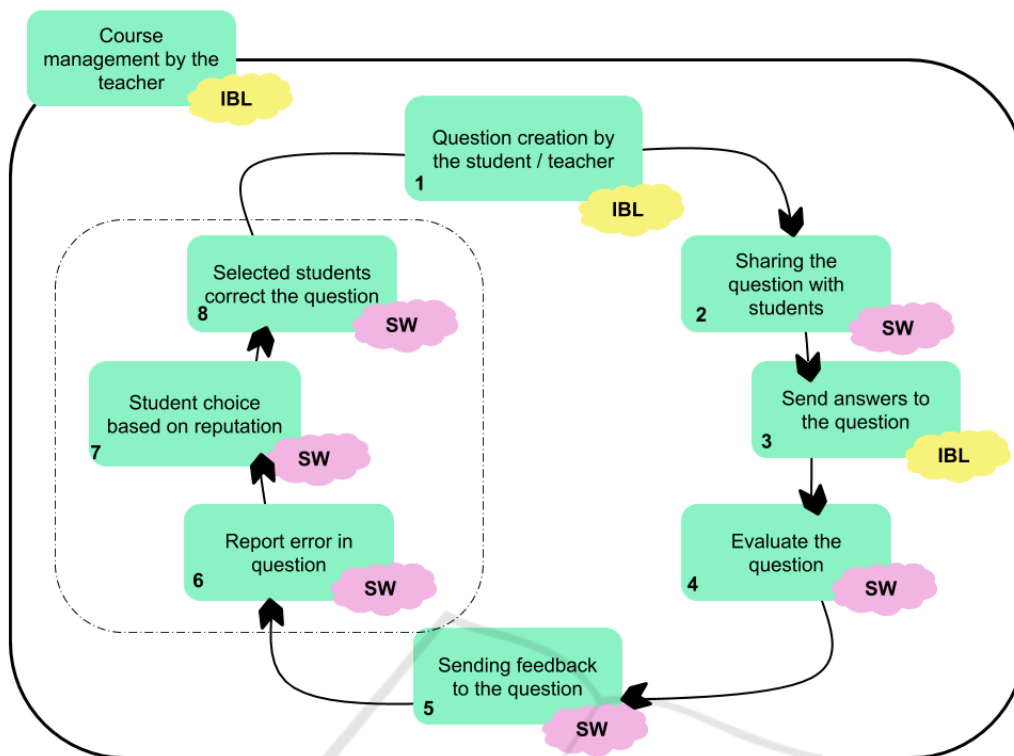 Course
management by the
teacher
IBL
Question creation by
the student / teacher
1
IBL
Sharing the
question with
students
2
SW
Send answers to
the question
3
IBL
Evaluate the
question
4
SW
Sending feedback
to the question
5
SW
Report error in
question
6
SW
Student choice
based on reputation
7
SW
Selected students
correct the question
8
SW